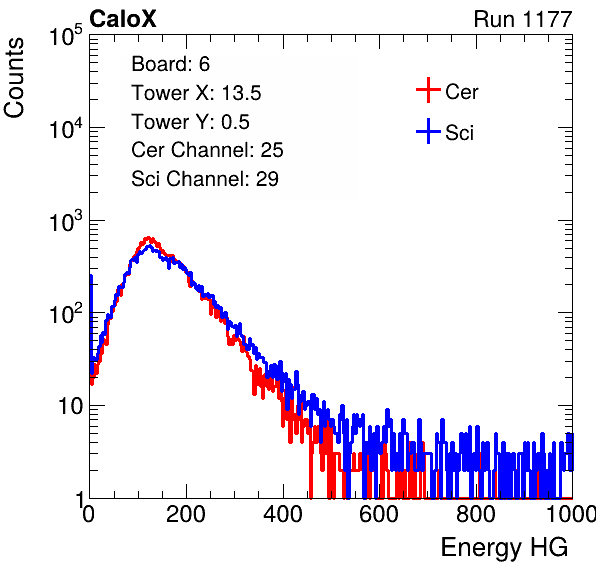 CaloX Run 1177
Counts
10^5
10^4
10^3
10^2
10
1
Board: 6
Tower X: 13.5
Tower Y: 0.5
Cer Channel: 25
Sci Channel: 29
Cer
Sci
0 200 400 600 800 1000
Energy HG